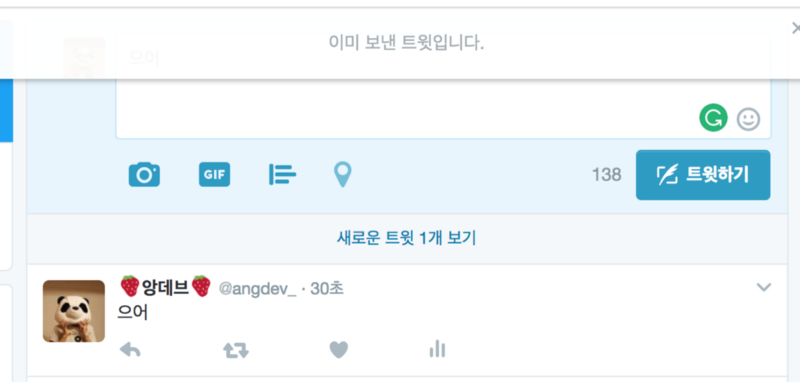 이미 보낸 트윗입니다.
으어
GIF
138
트윗하기
새로운 트윗 1개 보기
🍓앙데브🍓 @angdev_ · 30초
으어